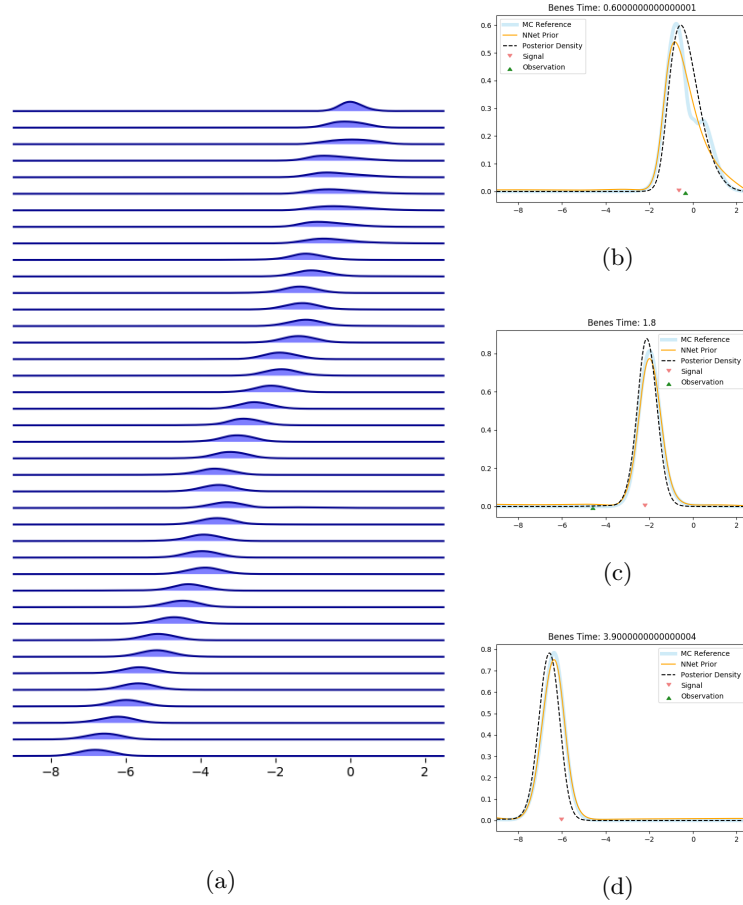 −8
−6
−4
−2
0
2
(a)
Benes Time: 0.6000000000000001
0.6
0.5
0.4
0.3
0.2
0.1
0.0
MC Reference
NNet Prior
Posterior Density
Signal
Observation
−8
−6
−4
−2
0
2
(b)
Benes Time: 1.8
0.8
0.6
0.4
0.2
0.0
MC Reference
NNet Prior
Posterior Density
Signal
Observation
−8
−6
−4
−2
0
2
(c)
Benes Time: 3.9000000000000004
0.8
0.7
0.6
0.5
0.4
0.3
0.2
0.1
0.0
MC Reference
NNet Prior
Posterior Density
Signal
Observation
−8
−6
−4
−2
0
2
(d)